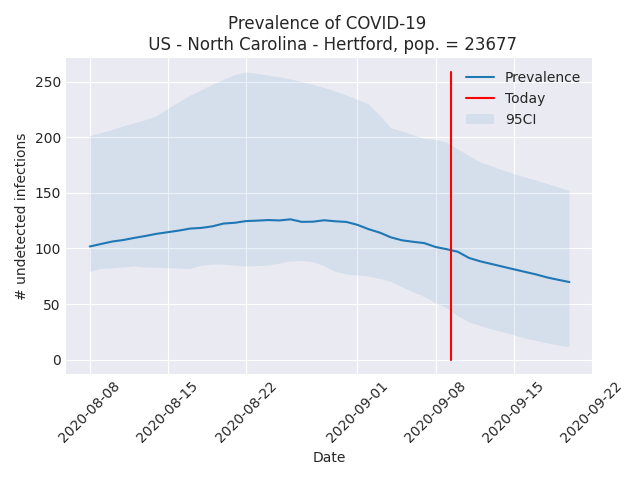 Prevalence of COVID-19
US - North Carolina - Hertford, pop. = 23677
Prevalence
Today
95CI
# undetected infections
250
200
150
100
50
0
2020-08-08
2020-08-15
2020-08-22
2020-09-01
2020-09-08
2020-09-15
2020-09-22
Date